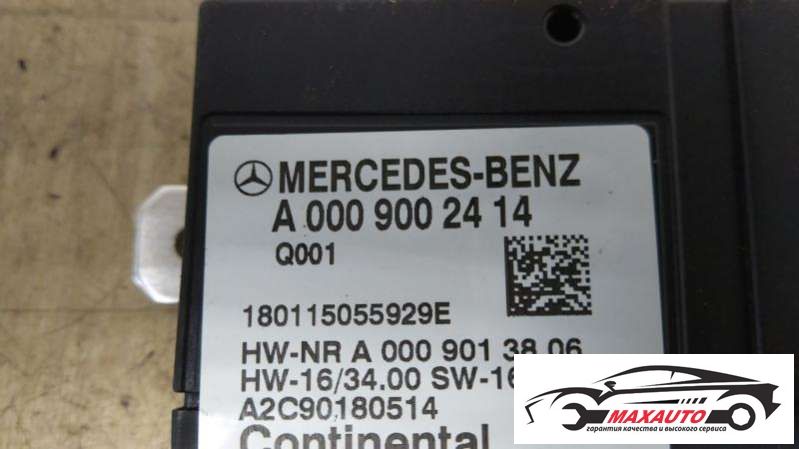 MERCEDES-BENZ
A 000 900 24 14
Q001
180115055929E
HW-NR A 000 901 38 06
HW-16/34.00 SW-16
A2C90180514
Continental
MAXAUTO
гарантия качества и высокого сервиса